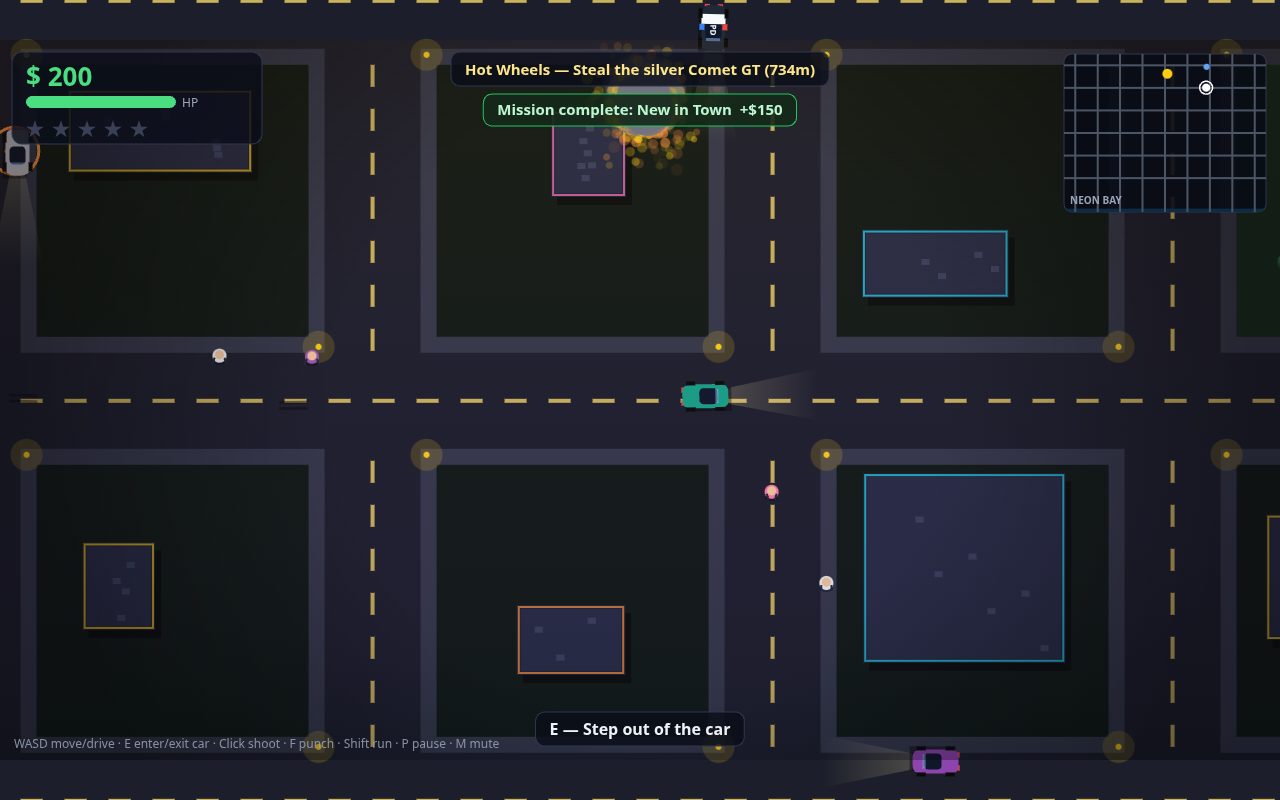 PD
$ 200
HP
Hot Wheels — Steal the silver Comet GT (734m)
Mission complete: New in Town +$150
NEON BAY
E — Step out of the car
WASD move/drive · E enter/exit car · Click shoot · F punch · Shift run · P pause · M mute